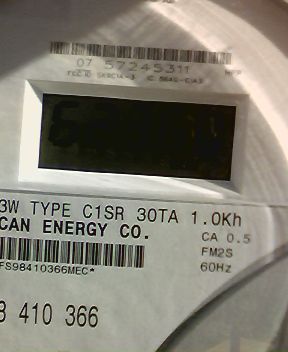 07 57245311
3W TYPE C1SR 30TA 1.0Kh
CAN ENERGY CO.
CA 0.5
FM2S
60Hz
FS98410366MEC*
8 410 366